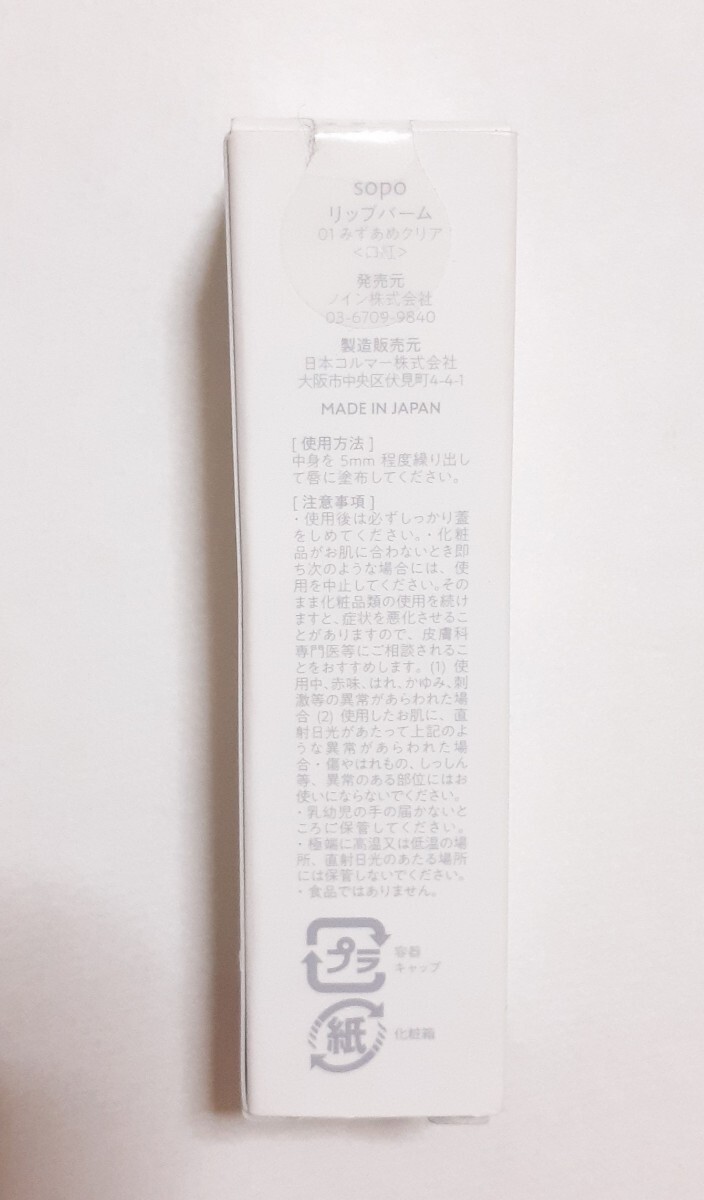 sopo
リップバーム
01 みずあめクリア
<口紅>
発売元
ノイン株式会社
03-6709-9840
製造販売元
日本コルマー株式会社
大阪市中央区伏見町4-4-1
MADE IN JAPAN
[ 使用方法 ]
中身を 5mm 程度繰り出し
て唇に塗布してください。
[ 注意事項 ]
・使用後は必ずしっかり蓋
をしめてください。・化粧
品がお肌に合わないとき即
ち次のような場合には、使
用を中止してください。その
まま化粧品類の使用を続け
ますと、症状を悪化させるこ
とがありますので、皮膚科
専門医等にご相談されるこ
とをおすすめします。(1) 使
用中、赤味、はれ、かゆみ、刺
激等の異常があらわれた場
合 (2) 使用したお肌に、直
射日光があたって上記のよ
うな異常があらわれた場
合・傷やはれもの、しっしん
等、異常のある部位にはお
使いにならないでください。
・乳幼児の手の届かないと
ころに保管してください。
・極端に高温又は低温の場
所、直射日光のあたる場所
には保管しないでください。
・食品ではありません。
プラ
容器
キャップ
紙
化粧箱